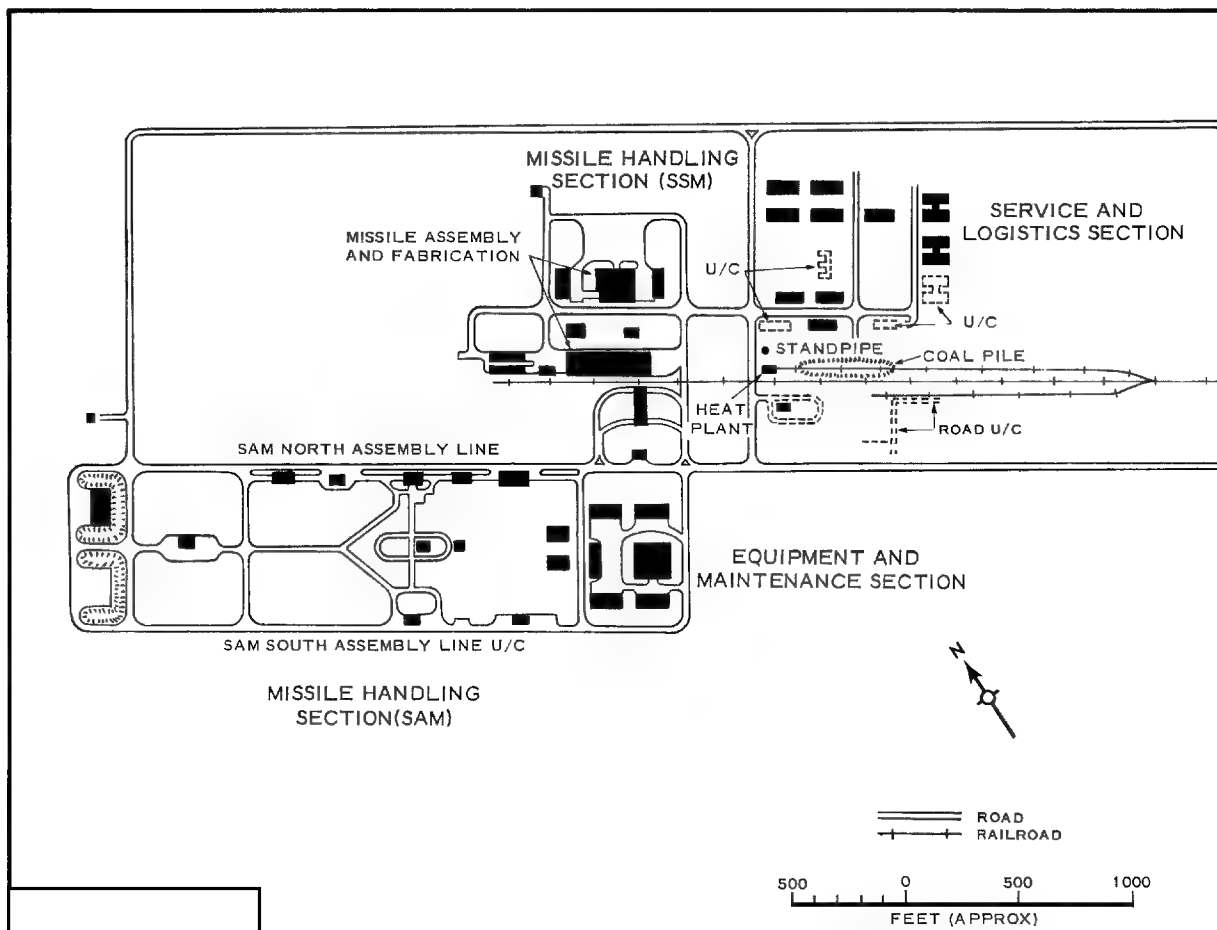 MISSILE HANDLING
SECTION (SSM)
MISSILE ASSEMBLY
AND FABRICATION
SERVICE AND
LOGISTICS SECTION
U/C
U/C
STANDPIPE
COAL PILE
HEAT
PLANT
ROAD U/C
SAM NORTH ASSEMBLY LINE
EQUIPMENT AND
MAINTENANCE SECTION
SAM SOUTH ASSEMBLY LINE U/C
MISSILE HANDLING
SECTION(SAM)
N
ROAD
RAILROAD
500 0 500 1000
FEET (APPROX)